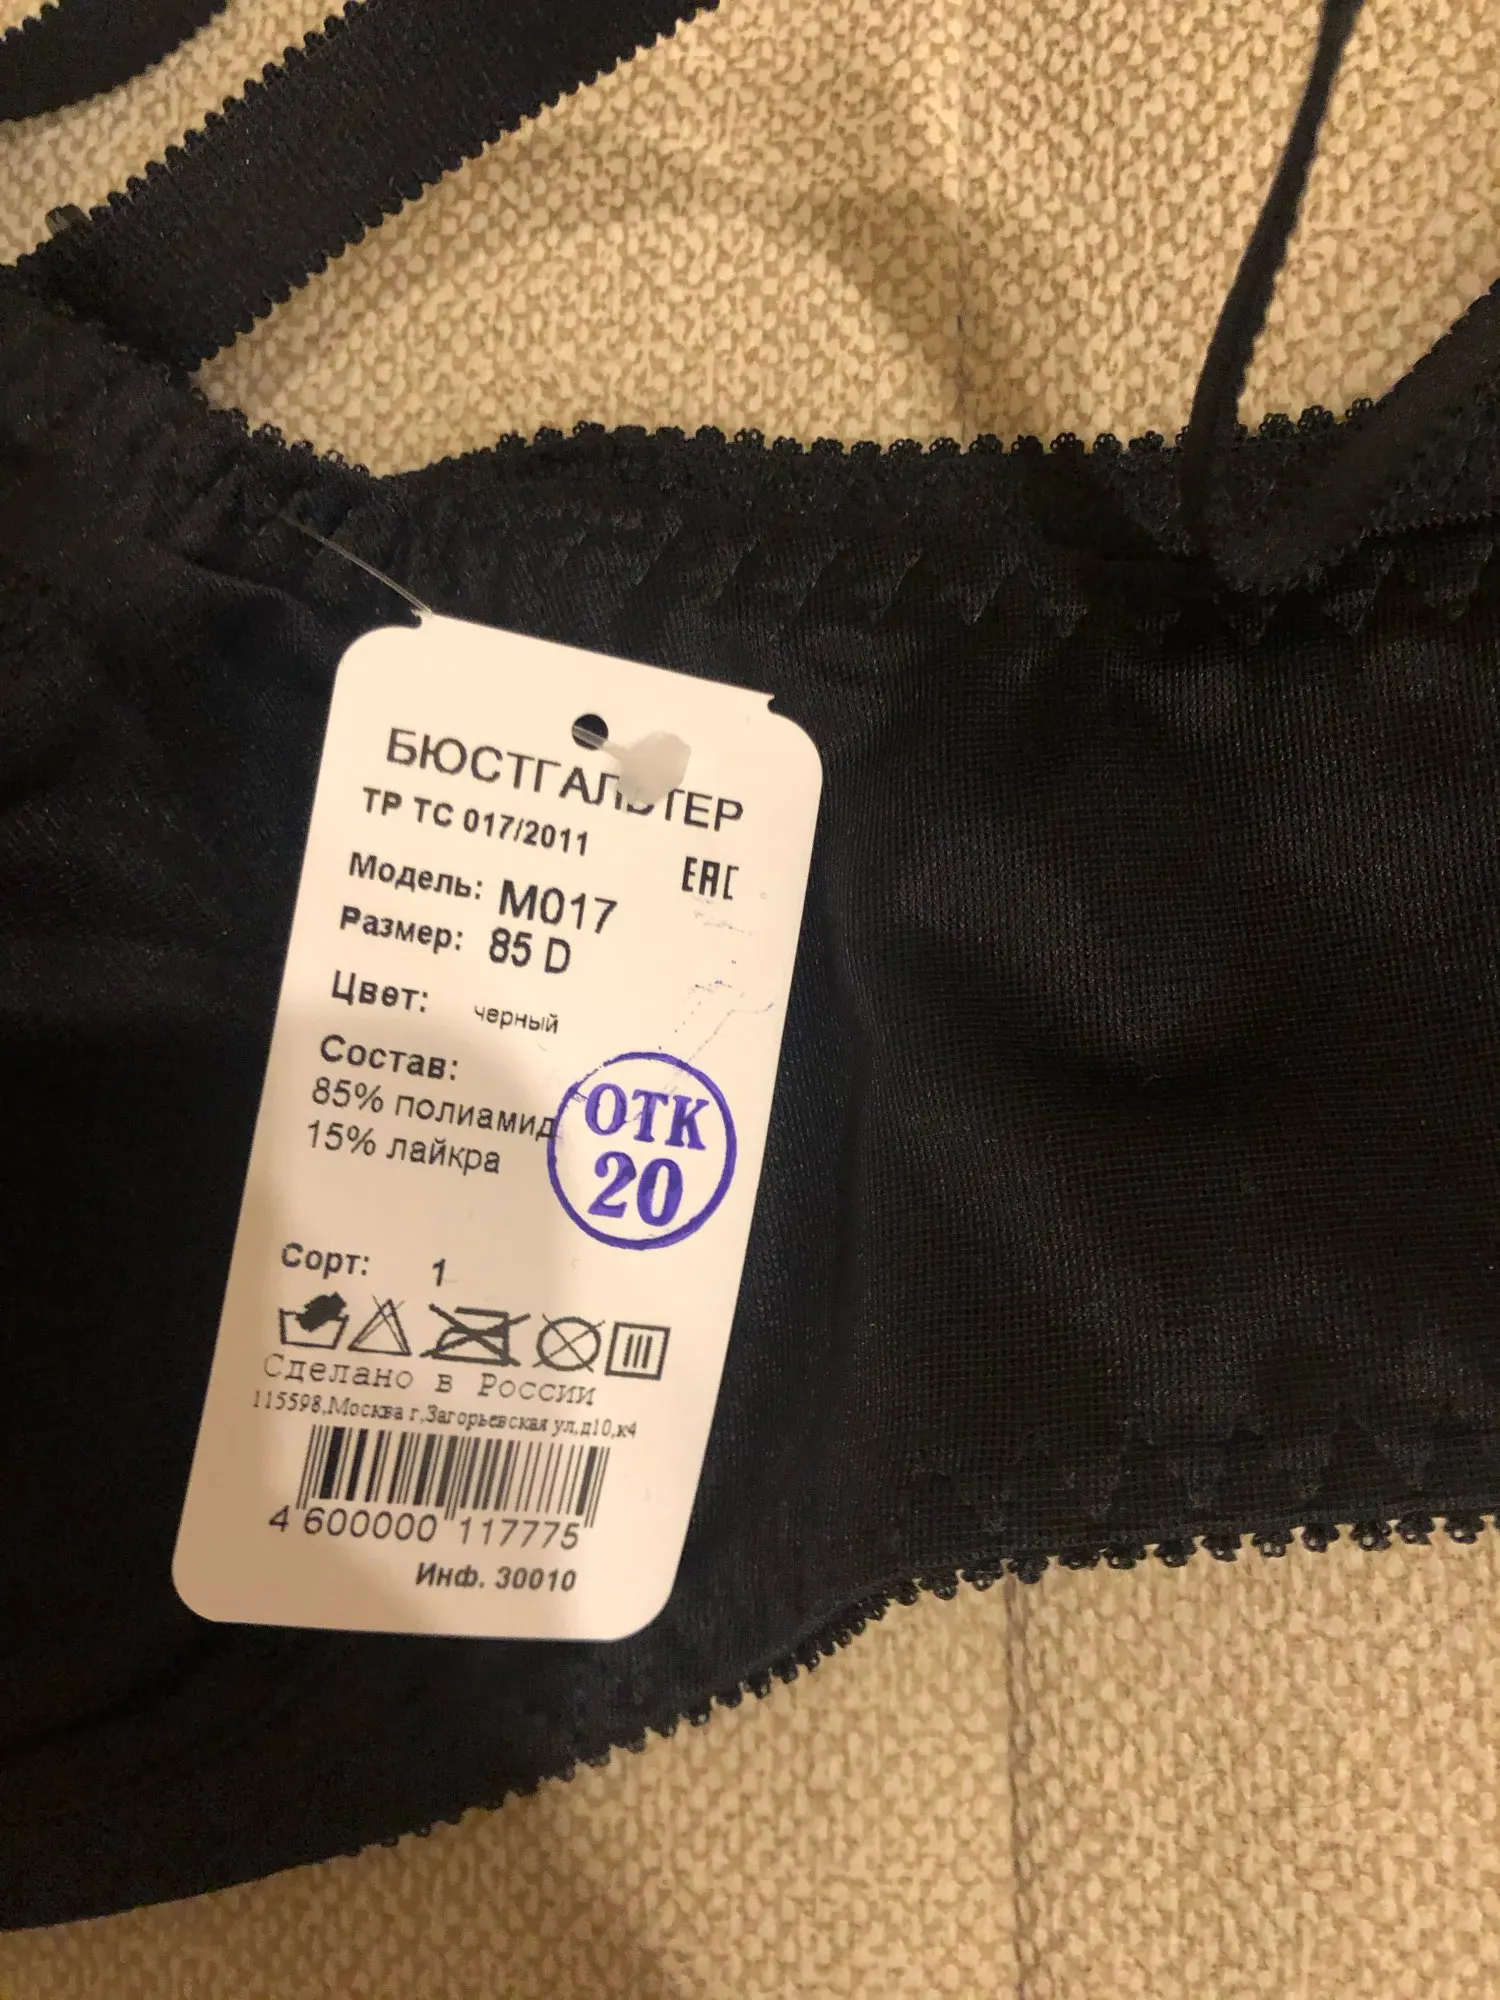 БЮСТГАЛЬТЕР
ТР ТС 017/2011
ЕАС
Модель: М017
Размер: 85 D
Цвет: черный
Состав:
85% полиамид
15% лайкра
ОТК
20
Сорт: 1
Сделано в России
115598,Москва г,Загорьевская ул,д10,к4
4 600000 117775
Инф. 30010